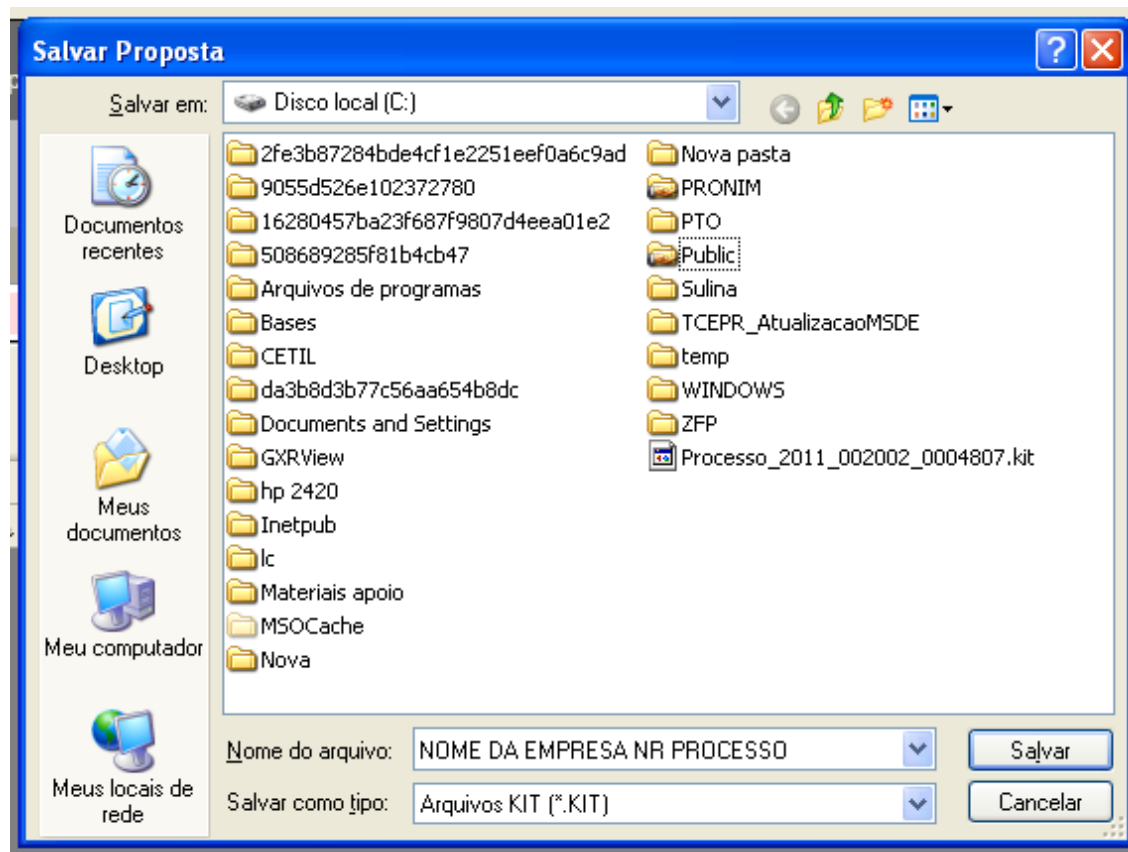 Salvar Proposta
Salvar em:
Disco local (C:)
Documentos
recentes
Desktop
Meus
documentos
Meu computador
Meus locais de
rede
2fe3b87284bde4cf1e2251eef0a6c9ad
9055d526e102372780
16280457ba23f687f9807d4eea01e2
508689285f81b4cb47
Arquivos de programas
Bases
CETIL
da3b8d3b77c56aa654b8dc
Documents and Settings
GXRView
hp 2420
Inetpub
lc
Materiais apoio
MSOCache
Nova
Nova pasta
PRONIM
PTO
Public
Sulina
TCEPR_AtualizacaoMSDE
temp
WINDOWS
ZFP
Processo_2011_002002_0004807.kit
Nome do arquivo:
NOME DA EMPRESA NR PROCESSO
Salvar
Salvar como tipo:
Arquivos KIT (*.KIT)
Cancelar